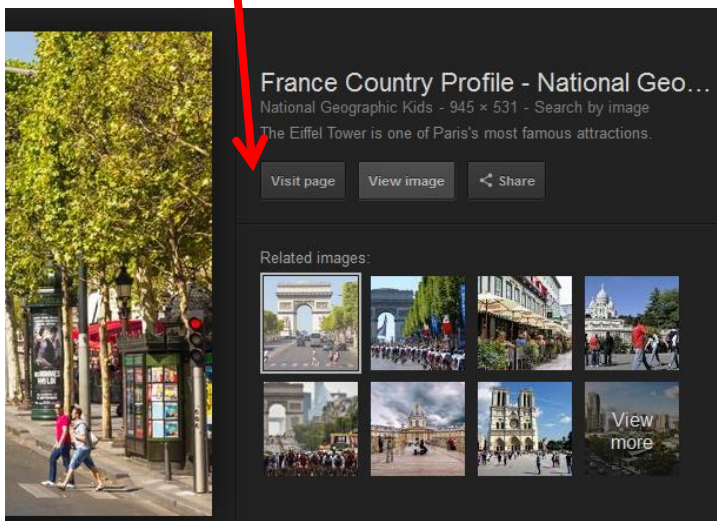 France Country Profile - National Geo...
National Geographic Kids - 945 × 531 - Search by image
The Eiffel Tower is one of Paris's most famous attractions.
Visit page View image Share
Related images:
View
more